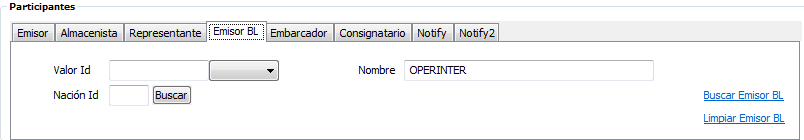 Participantes
Emisor Almacenista Representante Emisor BL Embarcador Consignatario Notify Notify2
Valor Id Nombre OPERINTER
Nación Id Buscar Buscar Emisor BL
Limpiar Emisor BL